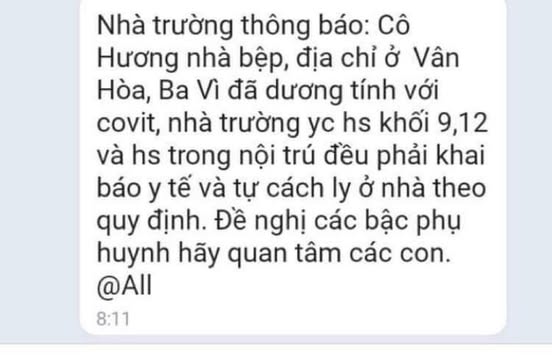 Nhà trường thông báo: Cô
Hương nhà bệp, địa chỉ ở Vân
Hòa, Ba Vì đã dương tính với
covit, nhà trường yc hs khối 9,12
và hs trong nội trú đều phải khai
báo y tế và tự cách ly ở nhà theo
quy định. Đề nghị các bậc phụ
huynh hãy quan tâm các con.
@All
8:11